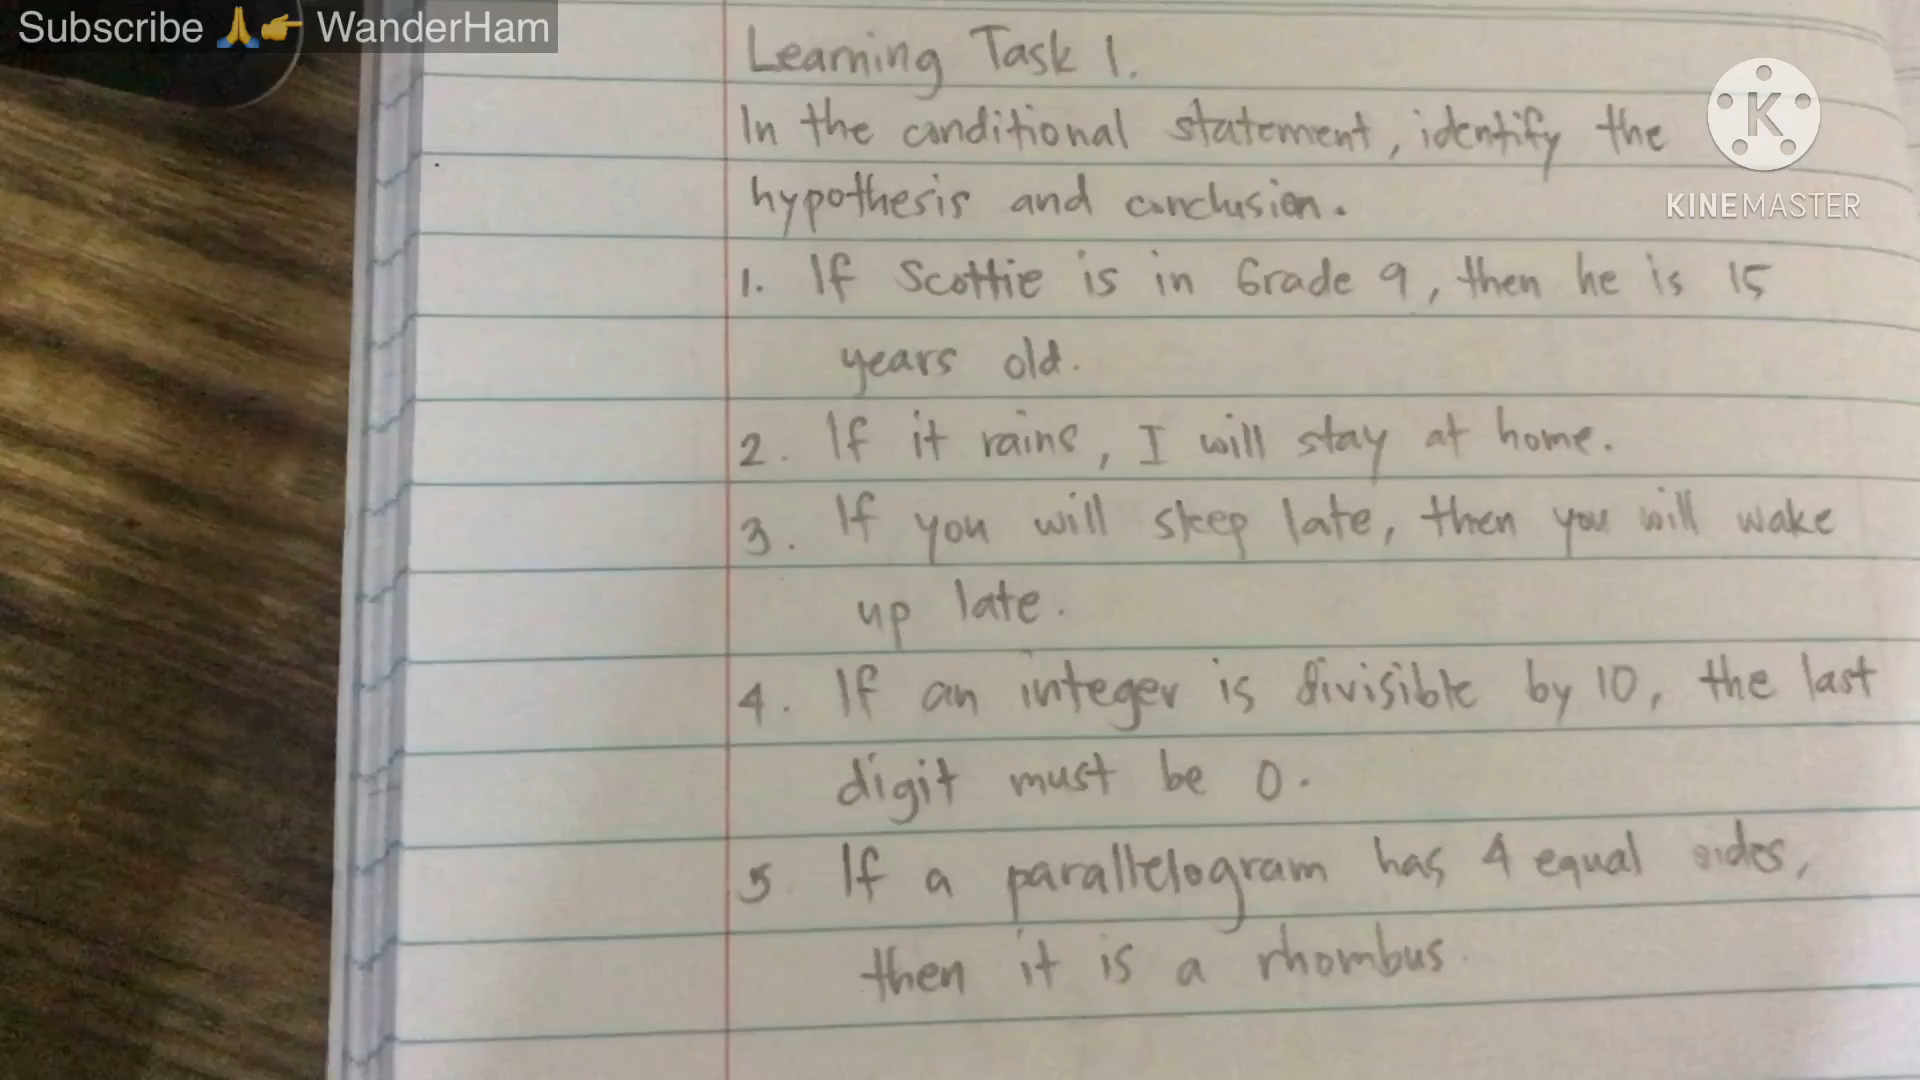 Subscribe 🙏👉 WanderHam
Learning Task 1.
In the conditional statement, identify the
hypothesis and conclusion.
1. If Scottie is in Grade 9, then he is 15
years old.
2. If it rains, I will stay at home.
3. If you will sleep late, then you will wake
up late.
4. If an integer is divisible by 10, the last
digit must be 0.
5 If a parallelogram has 4 equal sides,
then it is a rhombus.
K
KINEMASTER